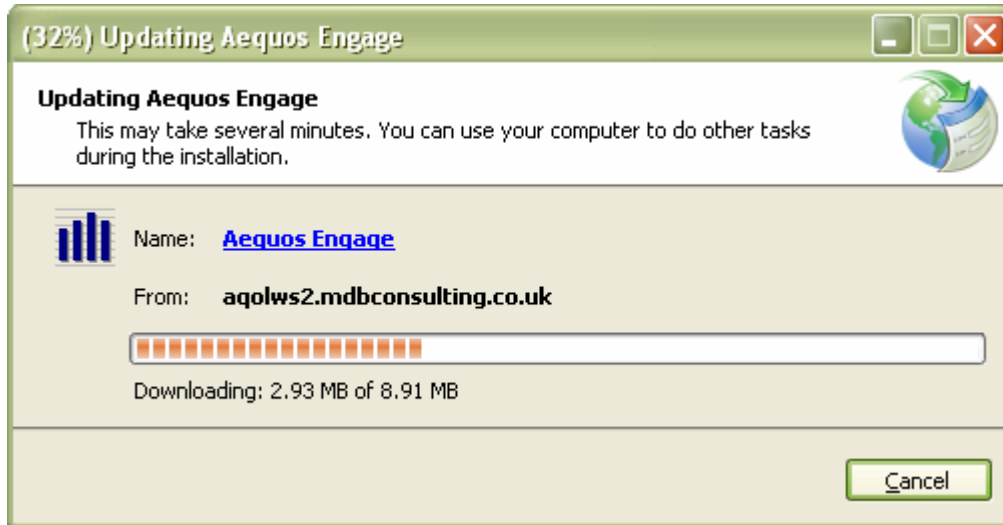 (32%) Updating Aequos Engage
Updating Aequos Engage
This may take several minutes. You can use your computer to do other tasks
during the installation.
Name: Aequos Engage
From: aqolws2.mdbconsulting.co.uk
Downloading: 2.93 MB of 8.91 MB
Cancel